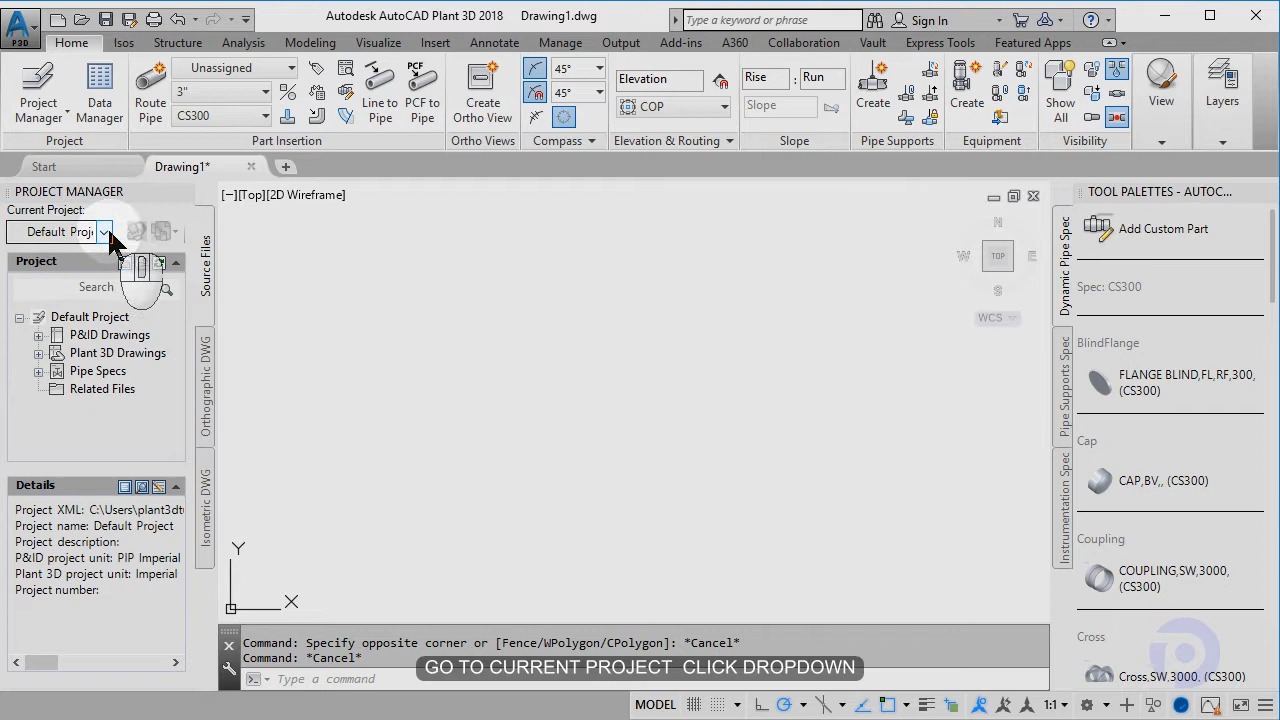 Autodesk AutoCAD Plant 3D 2018 Drawing1.dwg
Type a keyword or phrase
Sign In
P3D
Home Isos Structure Analysis Modeling Visualize Insert Annotate Manage Output Add-ins A360 Collaboration Vault Express Tools Featured Apps
Project Manager
Data Manager
Route Pipe
Unassigned
3"
CS300
Line to Pipe
PCF to Pipe
Create Ortho View
45°
45°
Elevation
COP
Rise : Run
Slope
Create
Create
Show All
View
Layers
Project Part Insertion Ortho Views Compass Elevation & Routing Slope Pipe Supports Equipment Visibility
Start Drawing1*
PROJECT MANAGER
Current Project:
Default Proj
Project
Search
Default Project
P&ID Drawings
Plant 3D Drawings
Pipe Specs
Related Files
Details
Project XML: C:\Users\plant3dt
Project name: Default Project
Project description:
P&ID project unit: PIP Imperial
Plant 3D project unit: Imperial
Project number:
Source Files
Orthographic DWG
Isometric DWG
[−][Top][2D Wireframe]
N
W TOP E
S
WCS
Y
X
Command: Specify opposite corner or [Fence/WPolygon/CPolygon]: *Cancel*
Command: *Cancel*
GO TO CURRENT PROJECT CLICK DROPDOWN
Type a command
TOOL PALETTES - AUTOC...
Dynamic Pipe Spec
Pipe Supports Spec
Instrumentation Spec
Add Custom Part
Spec: CS300
BlindFlange
FLANGE BLIND,FL,RF,300,
(CS300)
Cap
CAP,BV,, (CS300)
Coupling
COUPLING,SW,3000,
(CS300)
Cross
Cross,SW,3000, (CS300)
MODEL 1:1